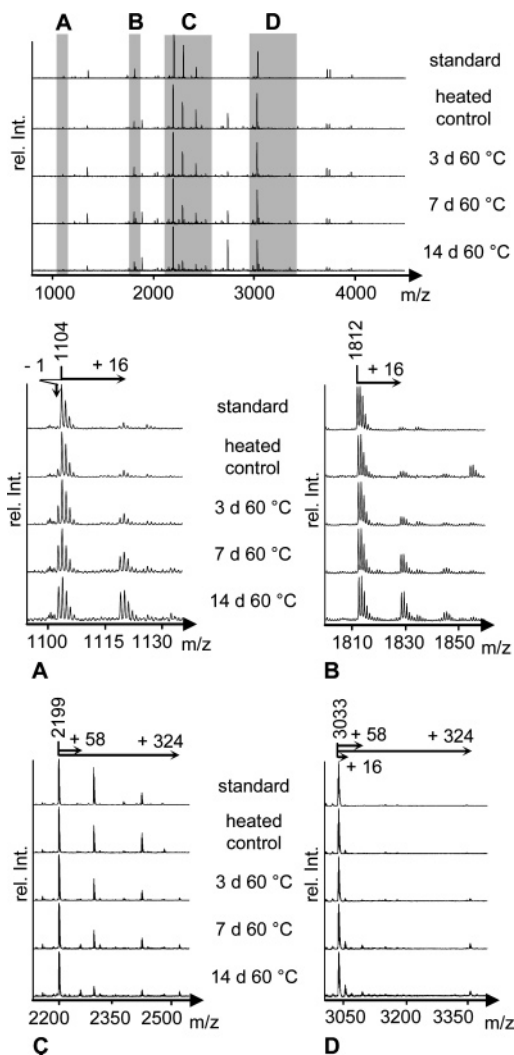 A B C D
standard
heated
control
3 d 60 °C
7 d 60 °C
14 d 60 °C
rel. Int.
1000 2000 3000 4000
m/z
1104
- 1
+ 16
standard
heated
control
3 d 60 °C
7 d 60 °C
14 d 60 °C
rel. Int.
1100 1115 1130 m/z
A
1812
+ 16
rel. Int.
1810 1830 1850 m/z
B
2199
+ 58
+ 324
standard
heated
control
3 d 60 °C
7 d 60 °C
14 d 60 °C
rel. Int.
2200 2350 2500 m/z
C
3033
+ 58
+ 324
+ 16
rel. Int.
3050 3200 3350 m/z
D